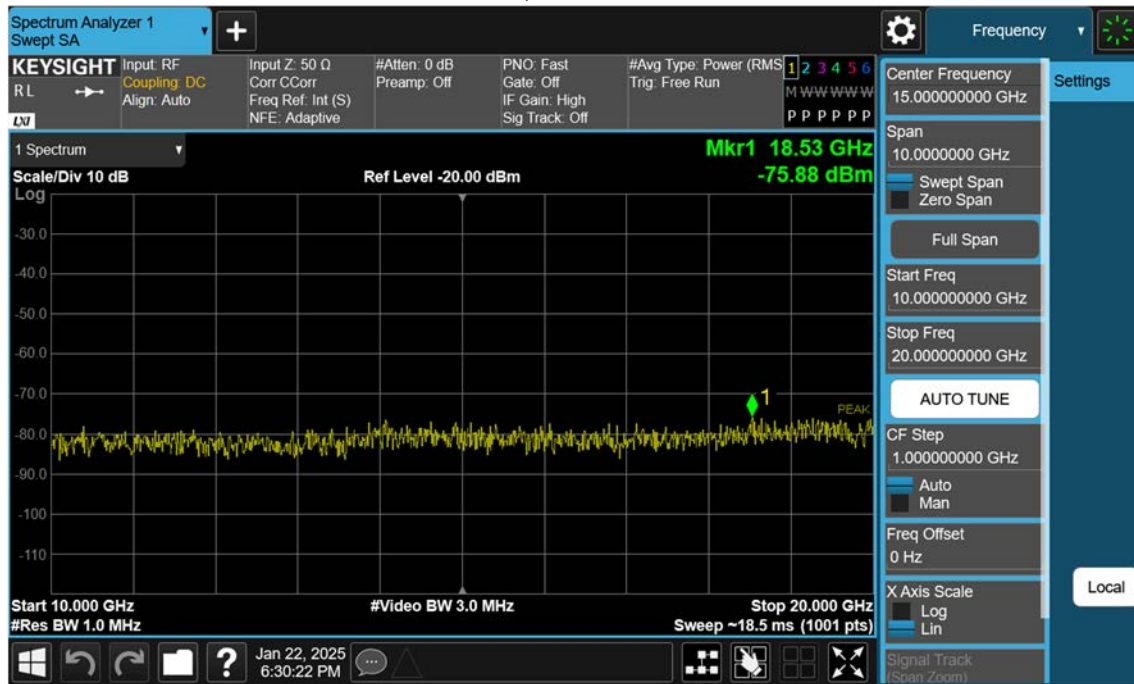 Spectrum Analyzer 1
Swept SA
Frequency
KEYSIGHT
RL
LXI
Input: RF
Coupling: DC
Align: Auto
Input Z: 50 Ω
Corr CCorr
Freq Ref: Int (S)
NFE: Adaptive
#Atten: 0 dB
Preamp: Off
PNO: Fast
Gate: Off
IF Gain: High
Sig Track: Off
#Avg Type: Power (RMS
Trig: Free Run
1 2 3 4 5 6
M W W W W W
P P P P P P
1 Spectrum
Scale/Div 10 dB
Ref Level -20.00 dBm
Mkr1 18.53 GHz
-75.88 dBm
Log
-30.0
-40.0
-50.0
-60.0
-70.0
-80.0
-90.0
-100
-110
1
PEAK
Start 10.000 GHz
#Res BW 1.0 MHz
#Video BW 3.0 MHz
Stop 20.000 GHz
Sweep ~18.5 ms (1001 pts)
Center Frequency
15.000000000 GHz
Span
10.0000000 GHz
Swept Span
Zero Span
Full Span
Start Freq
10.000000000 GHz
Stop Freq
20.000000000 GHz
AUTO TUNE
CF Step
1.000000000 GHz
Auto
Man
Freq Offset
0 Hz
X Axis Scale
Log
Lin
Signal Track
(Span Zoom)
Settings
Local
?
Jan 22, 2025
6:30:22 PM